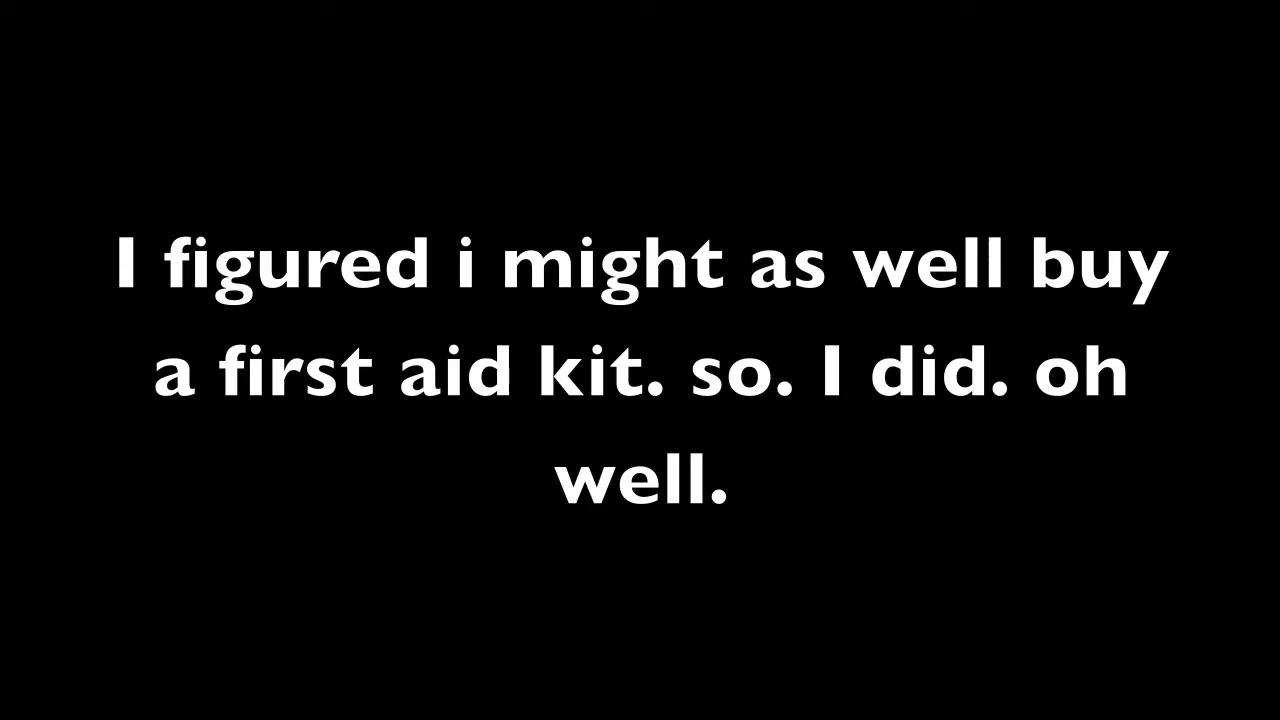 I figured i might as well buy
a first aid kit. so. I did. oh
well.